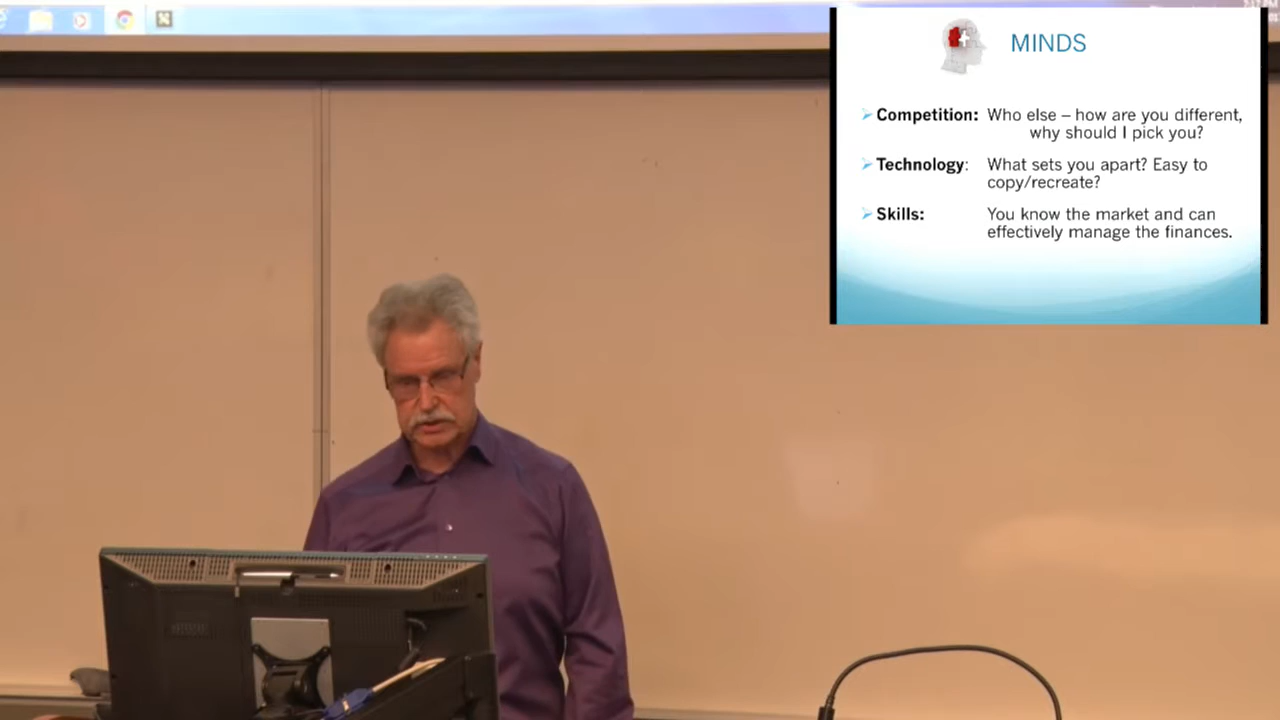 MINDS
➢ Competition: Who else – how are you different,
why should I pick you?
➢ Technology: What sets you apart? Easy to
copy/recreate?
➢ Skills: You know the market and can
effectively manage the finances.